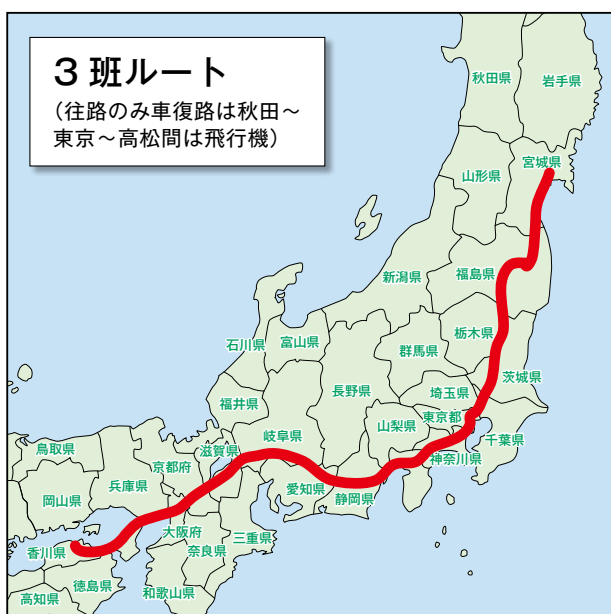 3班ルート
（往路のみ車復路は秋田～
東京～高松間は飛行機）
秋田県
岩手県
宮城県
山形県
新潟県
福島県
栃木県
群馬県
石川県
富山県
茨城県
埼玉県
長野県
福井県
東京都
山梨県
千葉県
岐阜県
神奈川県
滋賀県
鳥取県
京都府
兵庫県
愛知県
静岡県
岡山県
大阪府
三重県
奈良県
香川県
徳島県
和歌山県
高知県